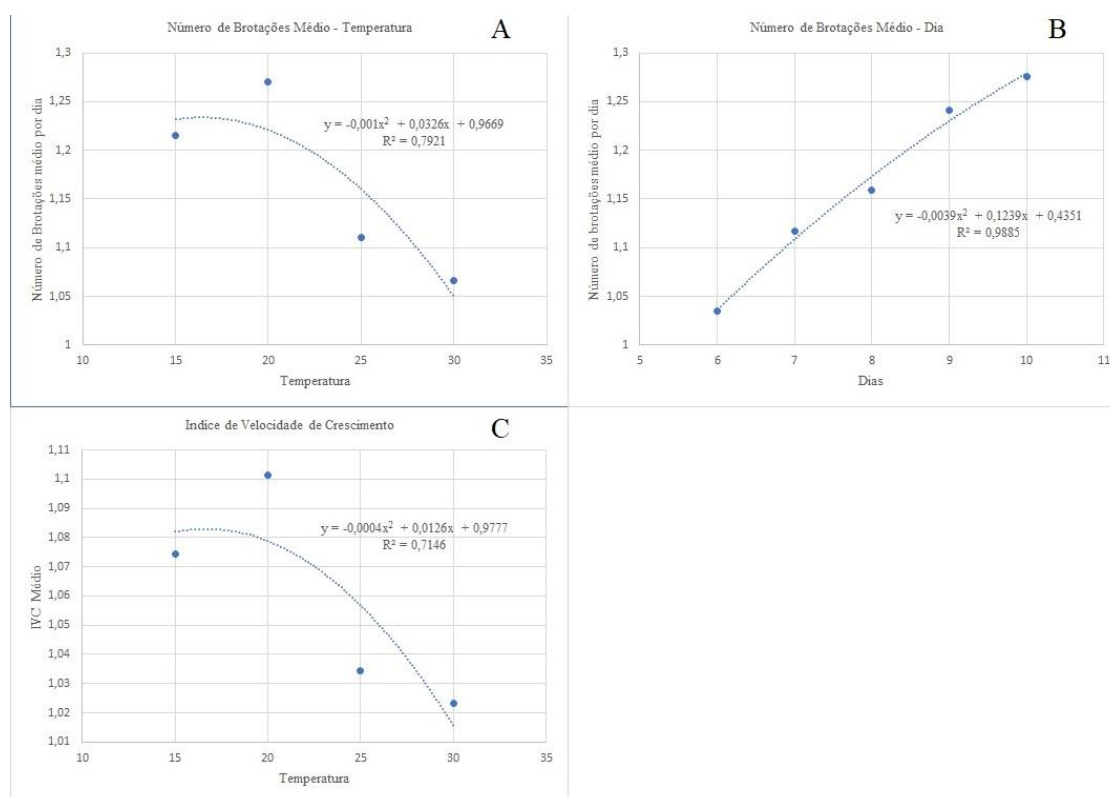 Número de Brotações Médio - Temperatura
A
1,3
1,25
1,2
1,15
1,1
1,05
1
Número de Brotações médio por dia
y = -0,001x² + 0,0326x + 0,9669
R² = 0,7921
10 15 20 25 30 35
Temperatura
Número de Brotações Médio - Dia
B
1,3
1,25
1,2
1,15
1,1
1,05
1
Número de brotações médio por dia
y = -0,0039x² + 0,1239x + 0,4351
R² = 0,9885
5 6 7 8 9 10 11
Dias
Indice de Velocidade de Crescimento
C
1,11
1,1
1,09
1,08
1,07
1,06
1,05
1,04
1,03
1,02
1,01
IVC Médio
y = -0,0004x² + 0,0126x + 0,9777
R² = 0,7146
10 15 20 25 30 35
Temperatura